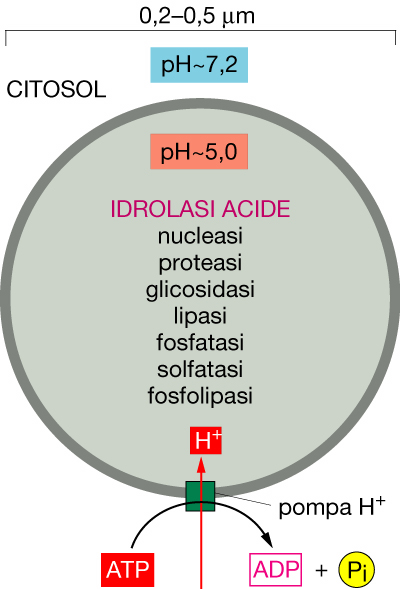 0,2–0,5 µm
pH~7,2
CITOSOL
pH~5,0
IDROLASI ACIDE
nucleasi
proteasi
glicosidasi
lipasi
fosfatasi
solfatasi
fosfolipasi
H⁺
pompa H⁺
ATP
ADP + Pi